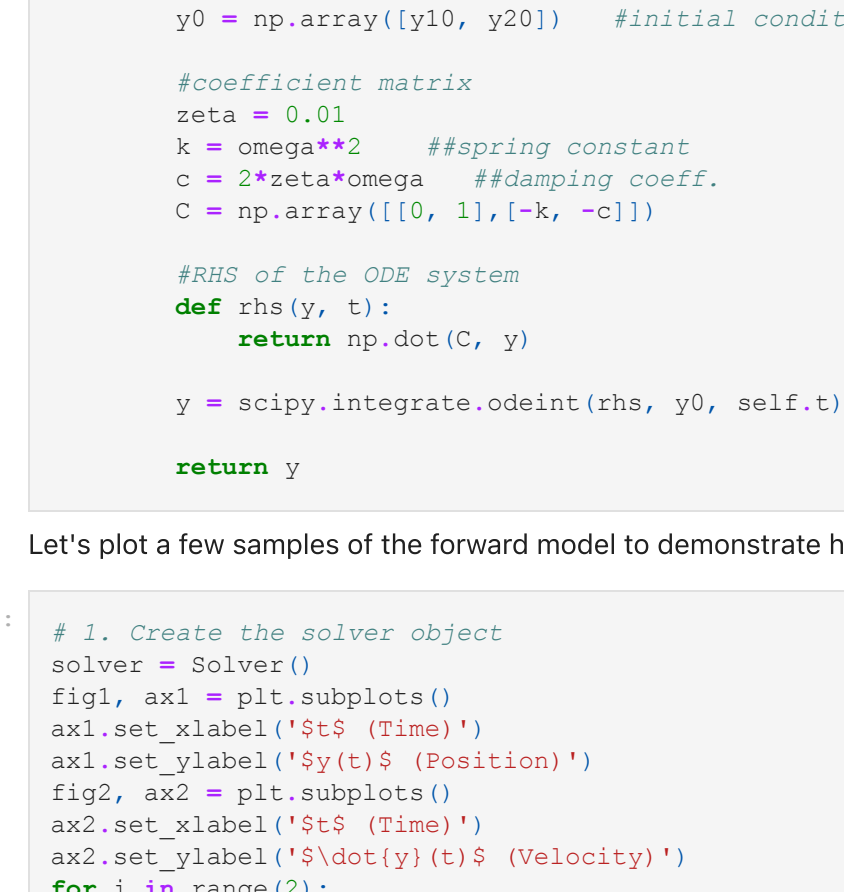 y0 = np.array([y10, y20])   #initial condit
#coefficient matrix
zeta = 0.01
k = omega**2    ##spring constant
c = 2*zeta*omega   ##damping coeff.
C = np.array([[0, 1],[-k, -c]])
#RHS of the ODE system
def rhs(y, t):
    return np.dot(C, y)
y = scipy.integrate.odeint(rhs, y0, self.t)
return y
Let's plot a few samples of the forward model to demonstrate h
:
# 1. Create the solver object
solver = Solver()
fig1, ax1 = plt.subplots()
ax1.set_xlabel('$t$ (Time)')
ax1.set_ylabel('$y(t)$ (Position)')
fig2, ax2 = plt.subplots()
ax2.set_xlabel('$t$ (Time)')
ax2.set_ylabel('$\dot{y}(t)$ (Velocity)')
for i in range(2):